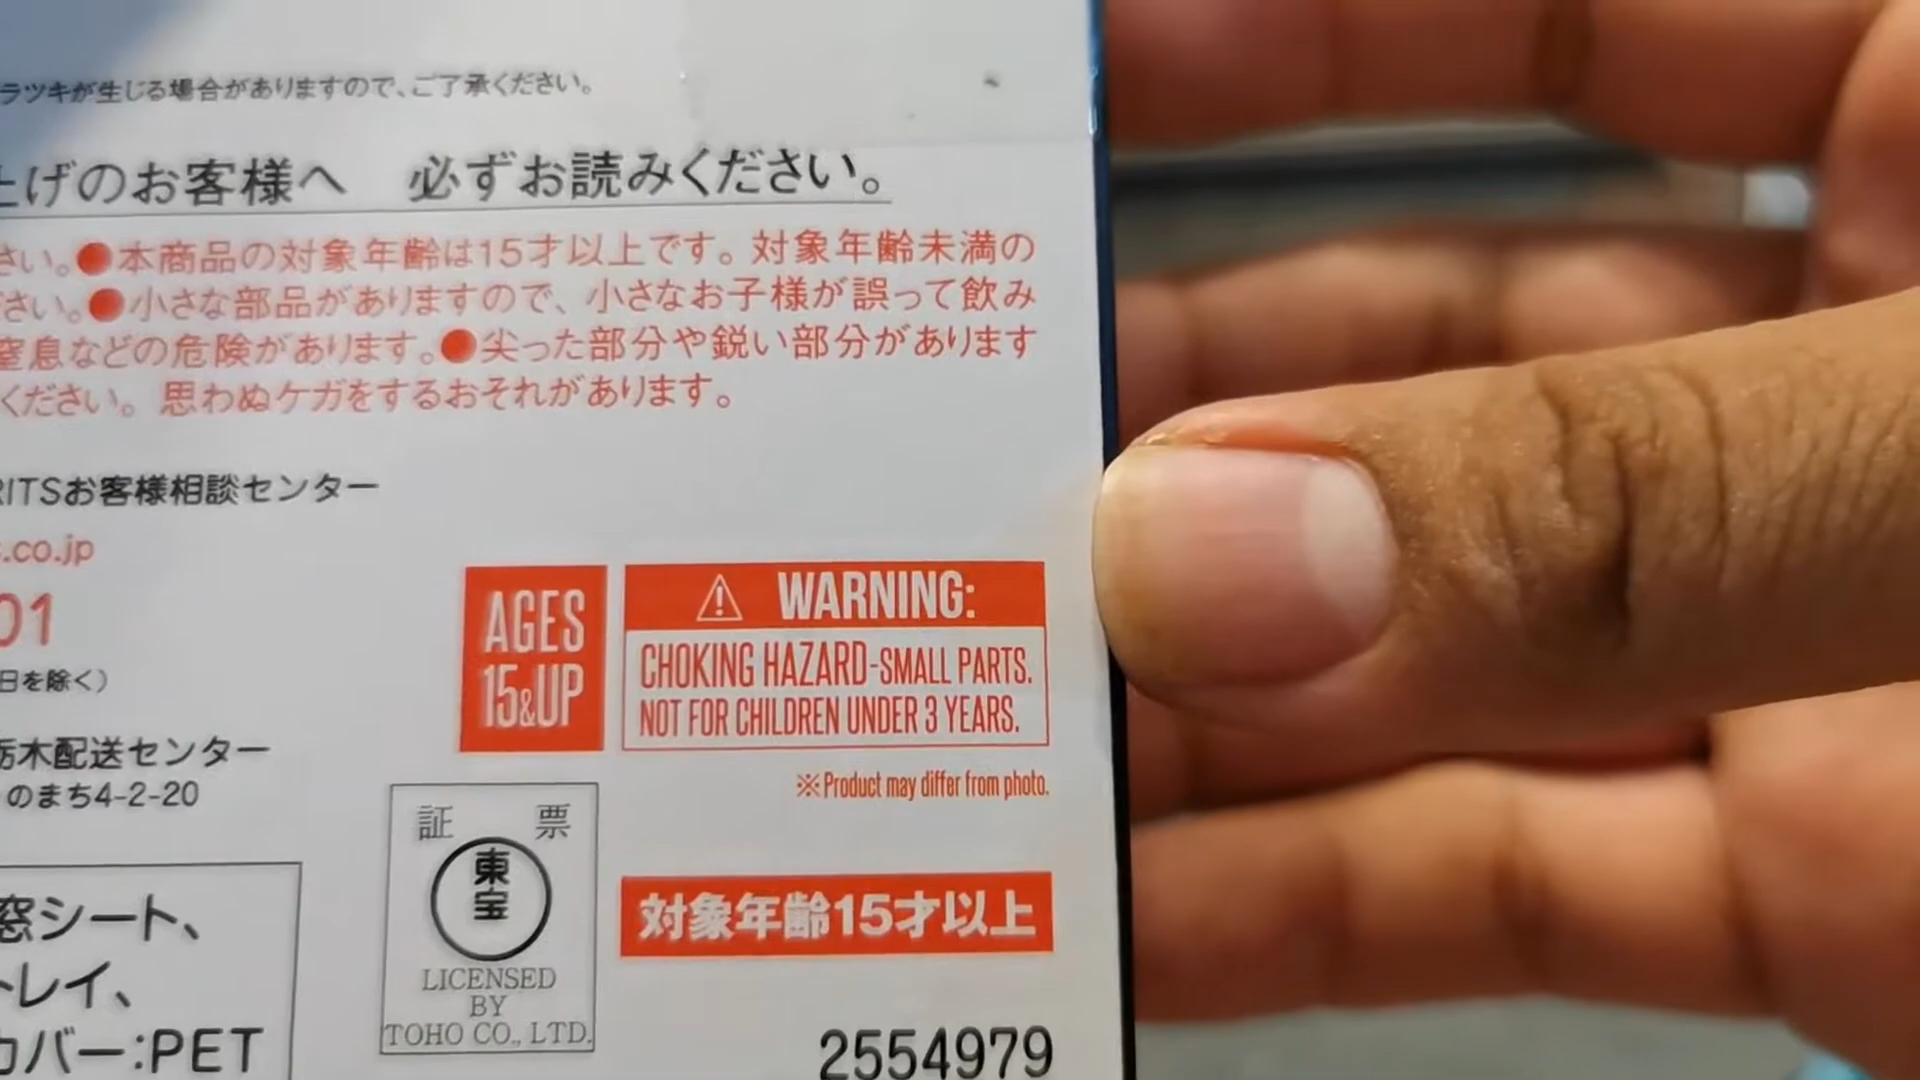 ラツキが生じる場合がありますので、ご了承ください。
上げのお客様へ 必ずお読みください。
さい。●本商品の対象年齢は15才以上です。対象年齢未満の
ださい。●小さな部品がありますので、小さなお子様が誤って飲み
窒息などの危険があります。●尖った部分や鋭い部分があります
ください。思わぬケガをするおそれがあります。
RITSお客様相談センター
.co.jp
01
日を除く）
AGES
15&UP
⚠ WARNING:
CHOKING HAZARD-SMALL PARTS.
NOT FOR CHILDREN UNDER 3 YEARS.
※Product may differ from photo.
栃木配送センター
のまち4-2-20
証 票
東宝
LICENSED
BY
TOHO CO., LTD.
対象年齢15才以上
窓シート、
トレイ、
カバー:PET
2554979